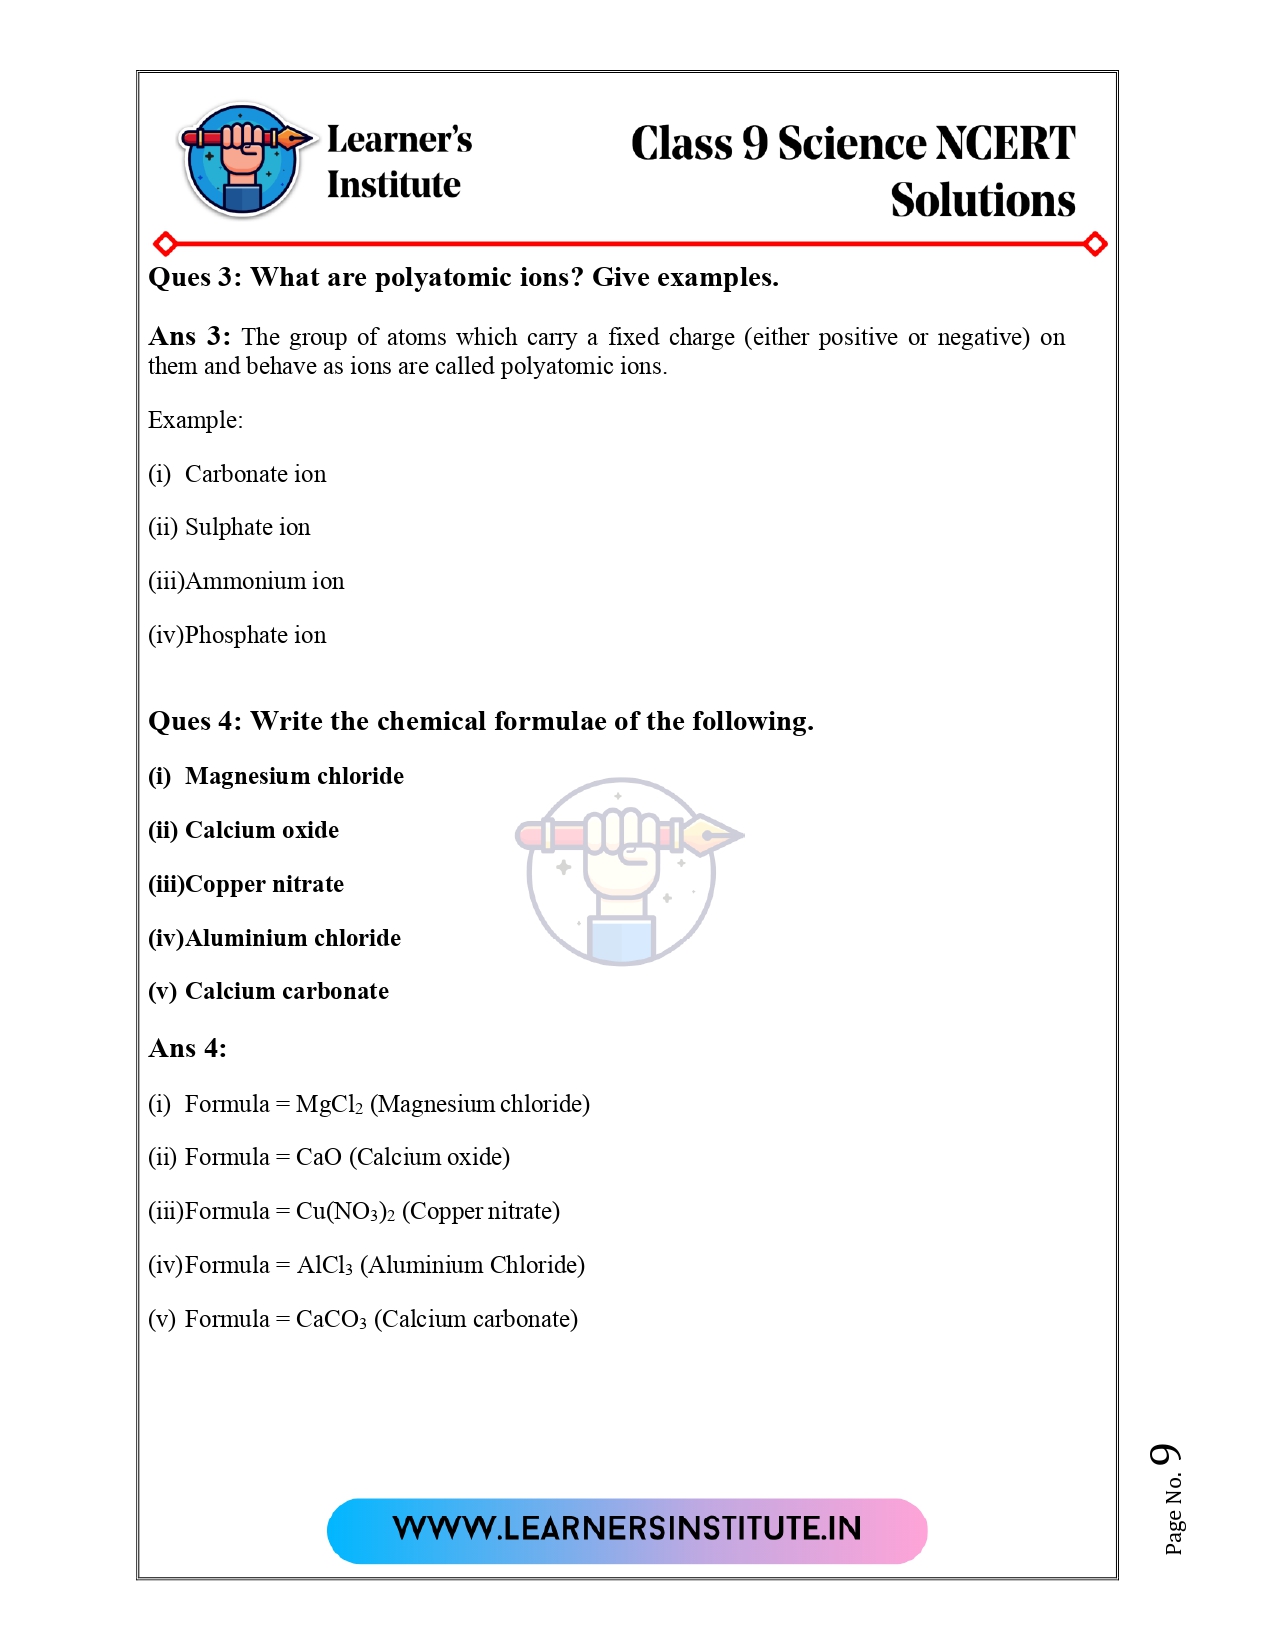 Learner's
Institute
Class 9 Science NCERT
Solutions
Ques 3: What are polyatomic ions? Give examples.
Ans 3: The group of atoms which carry a fixed charge (either positive or negative) on
them and behave as ions are called polyatomic ions.
Example:
(i) Carbonate ion
(ii) Sulphate ion
(iii)Ammonium ion
(iv)Phosphate ion
Ques 4: Write the chemical formulae of the following.
(i) Magnesium chloride
(ii) Calcium oxide
(iii)Copper nitrate
(iv)Aluminium chloride
(v) Calcium carbonate
Ans 4:
(i) Formula = MgCl₂ (Magnesium chloride)
(ii) Formula = CaO (Calcium oxide)
(iii)Formula = Cu(NO₃)₂ (Copper nitrate)
(iv)Formula = AlCl₃ (Aluminium Chloride)
(v) Formula = CaCO₃ (Calcium carbonate)
WWW.LEARNERSINSTITUTE.IN
Page No. 9